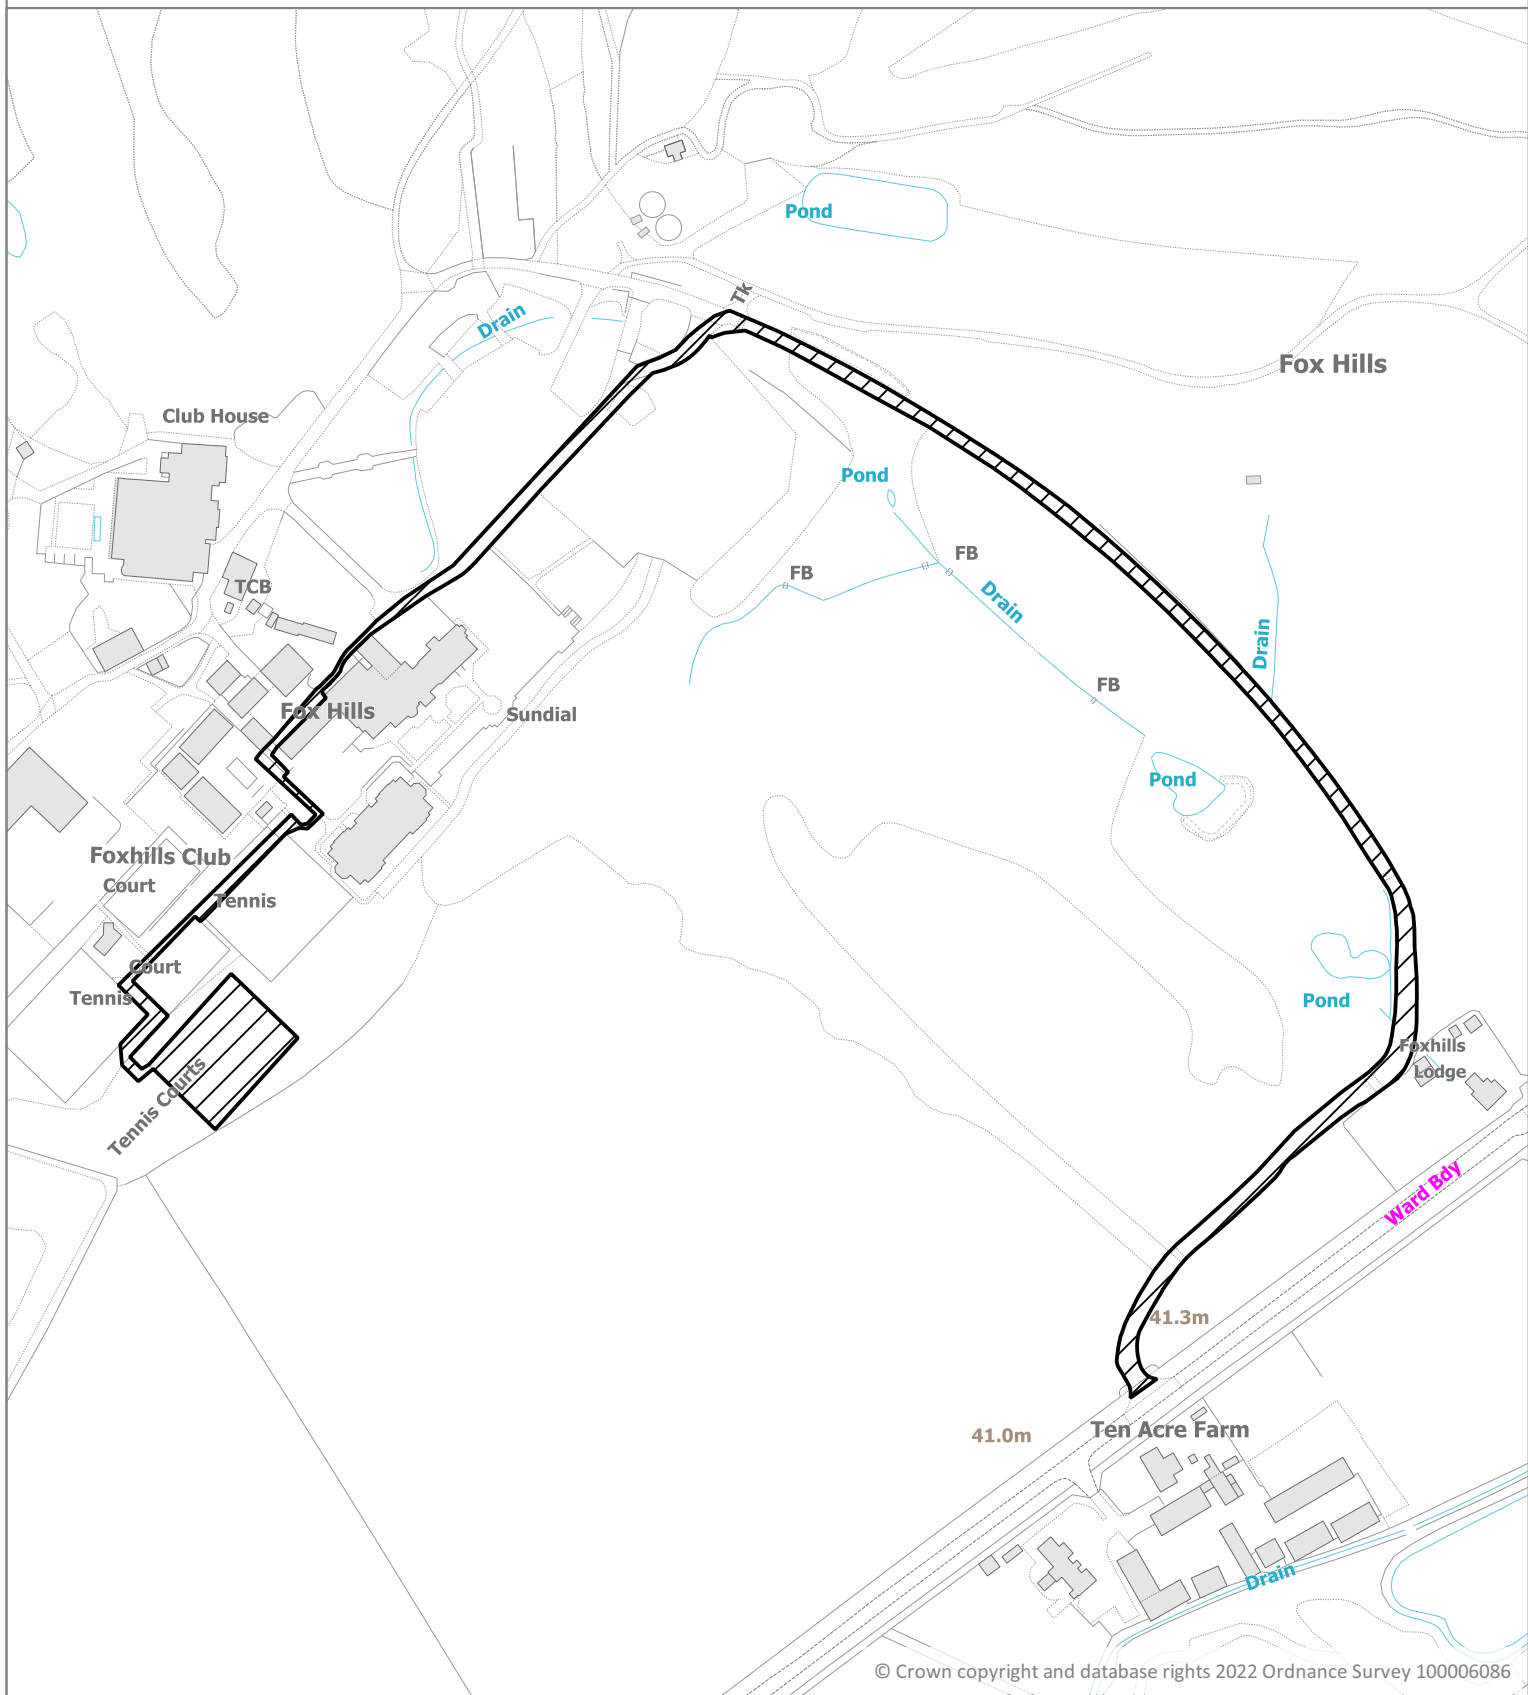 Pond
Tk
Drain
Fox Hills
Club House
Pond
FB
FB
TCB
Drain
Drain
FB
Fox Hills
Sundial
Pond
Foxhills Club
Court
Tennis
Court
Tennis
Pond
Foxhills
Lodge
Tennis Courts
Ward Bdy
41.3m
Ten Acre Farm
41.0m
Drain
© Crown copyright and database rights 2022 Ordnance Survey 100006086